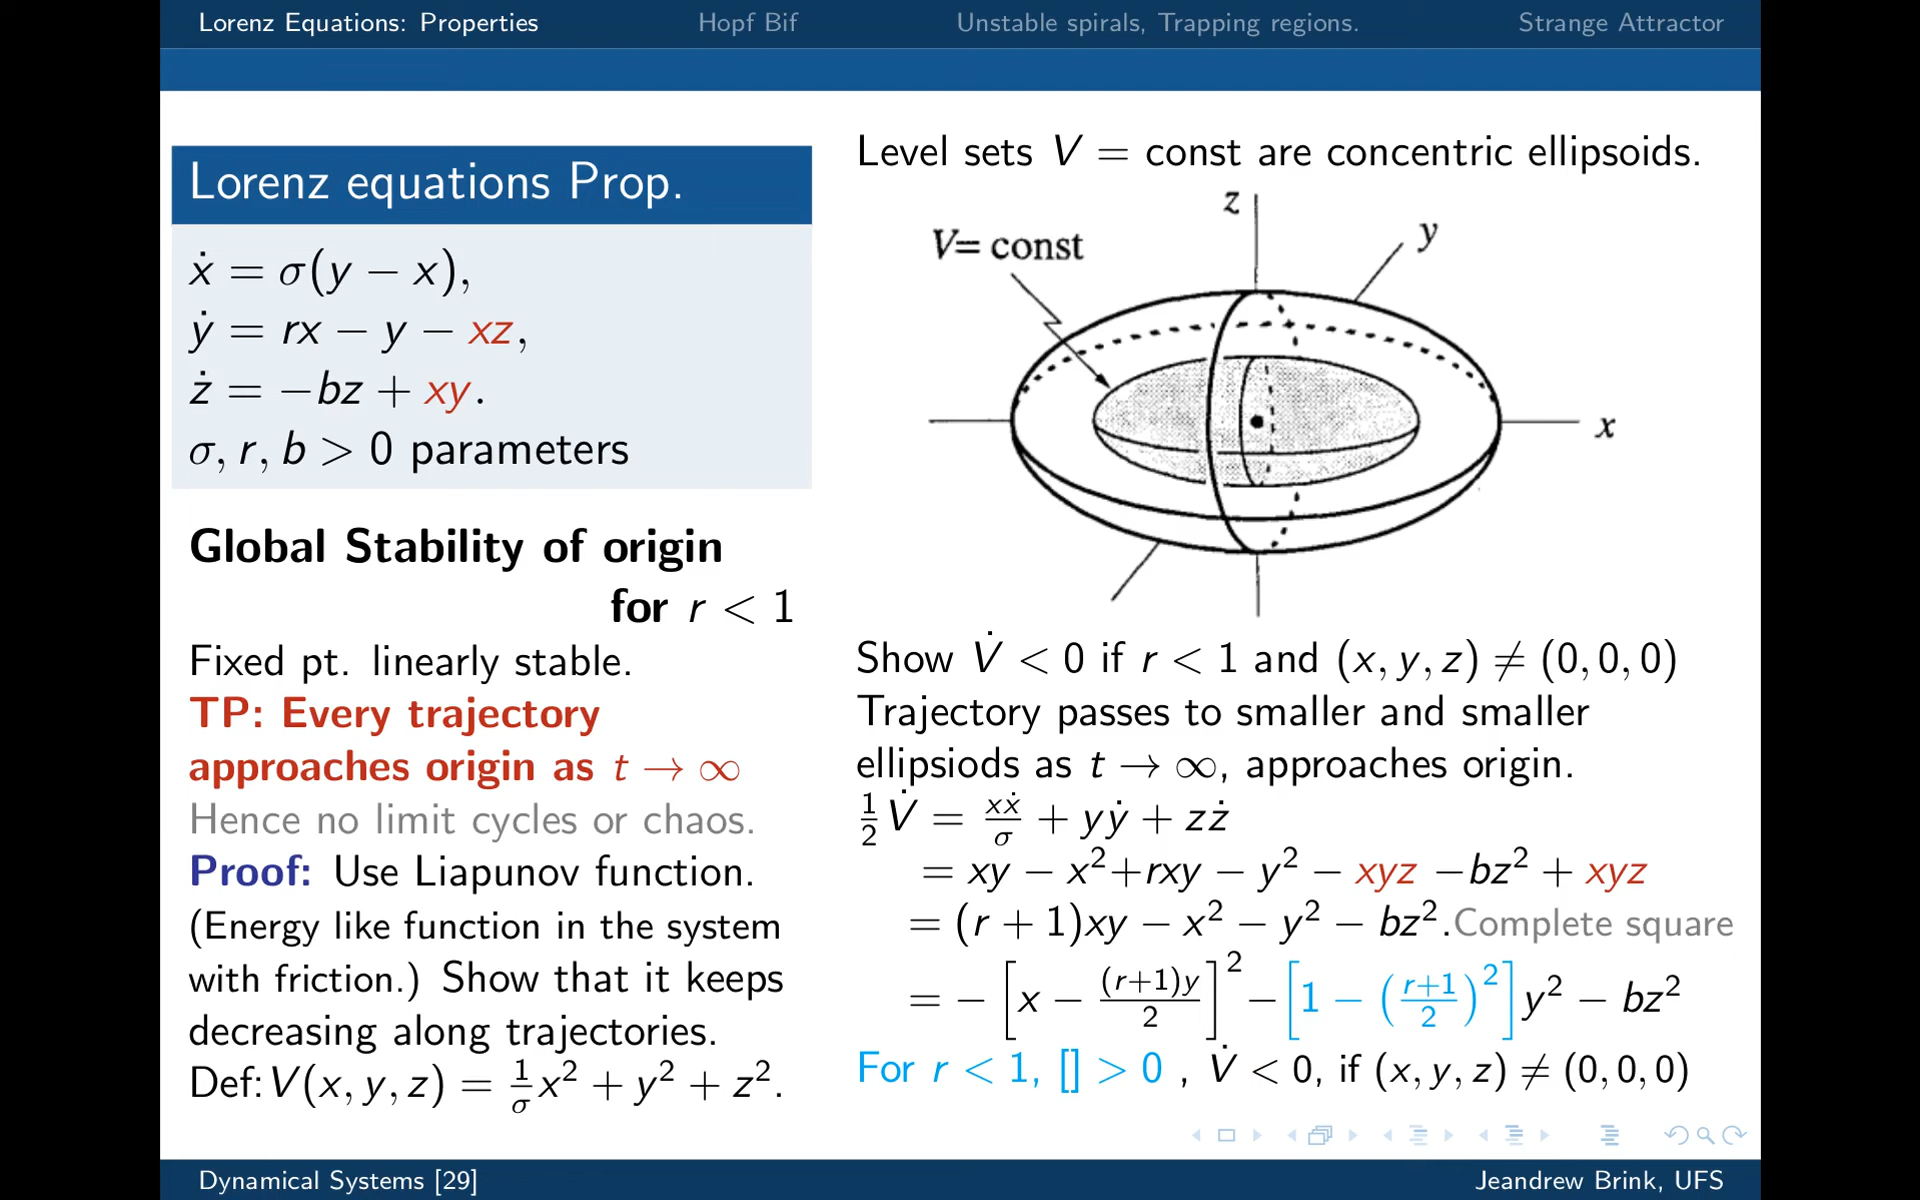 Lorenz Equations: Properties Hopf Bif Unstable spirals, Trapping regions. Strange Attractor
Lorenz equations Prop.
ẋ = σ(y − x),
ẏ = rx − y − xz,
ż = −bz + xy.
σ, r, b > 0 parameters
Global Stability of origin
for r < 1
Fixed pt. linearly stable.
TP: Every trajectory
approaches origin as t → ∞
Hence no limit cycles or chaos.
Proof: Use Liapunov function.
(Energy like function in the system
with friction.) Show that it keeps
decreasing along trajectories.
Def: V(x, y, z) = 1/σ x² + y² + z².
Level sets V = const are concentric ellipsoids.
z
y
V= const
x
Show V̇ < 0 if r < 1 and (x, y, z) ≠ (0, 0, 0)
Trajectory passes to smaller and smaller
ellipsiods as t → ∞, approaches origin.
1/2 V̇ = xẋ/σ + yẏ + zż
= xy − x² + rxy − y² − xyz − bz² + xyz
= (r + 1)xy − x² − y² − bz². Complete square
= − [x − (r+1)y/2]² − [1 − (r+1/2)²] y² − bz²
For r < 1, [] > 0 , V̇ < 0, if (x, y, z) ≠ (0, 0, 0)
Dynamical Systems [29] Jeandrew Brink, UFS